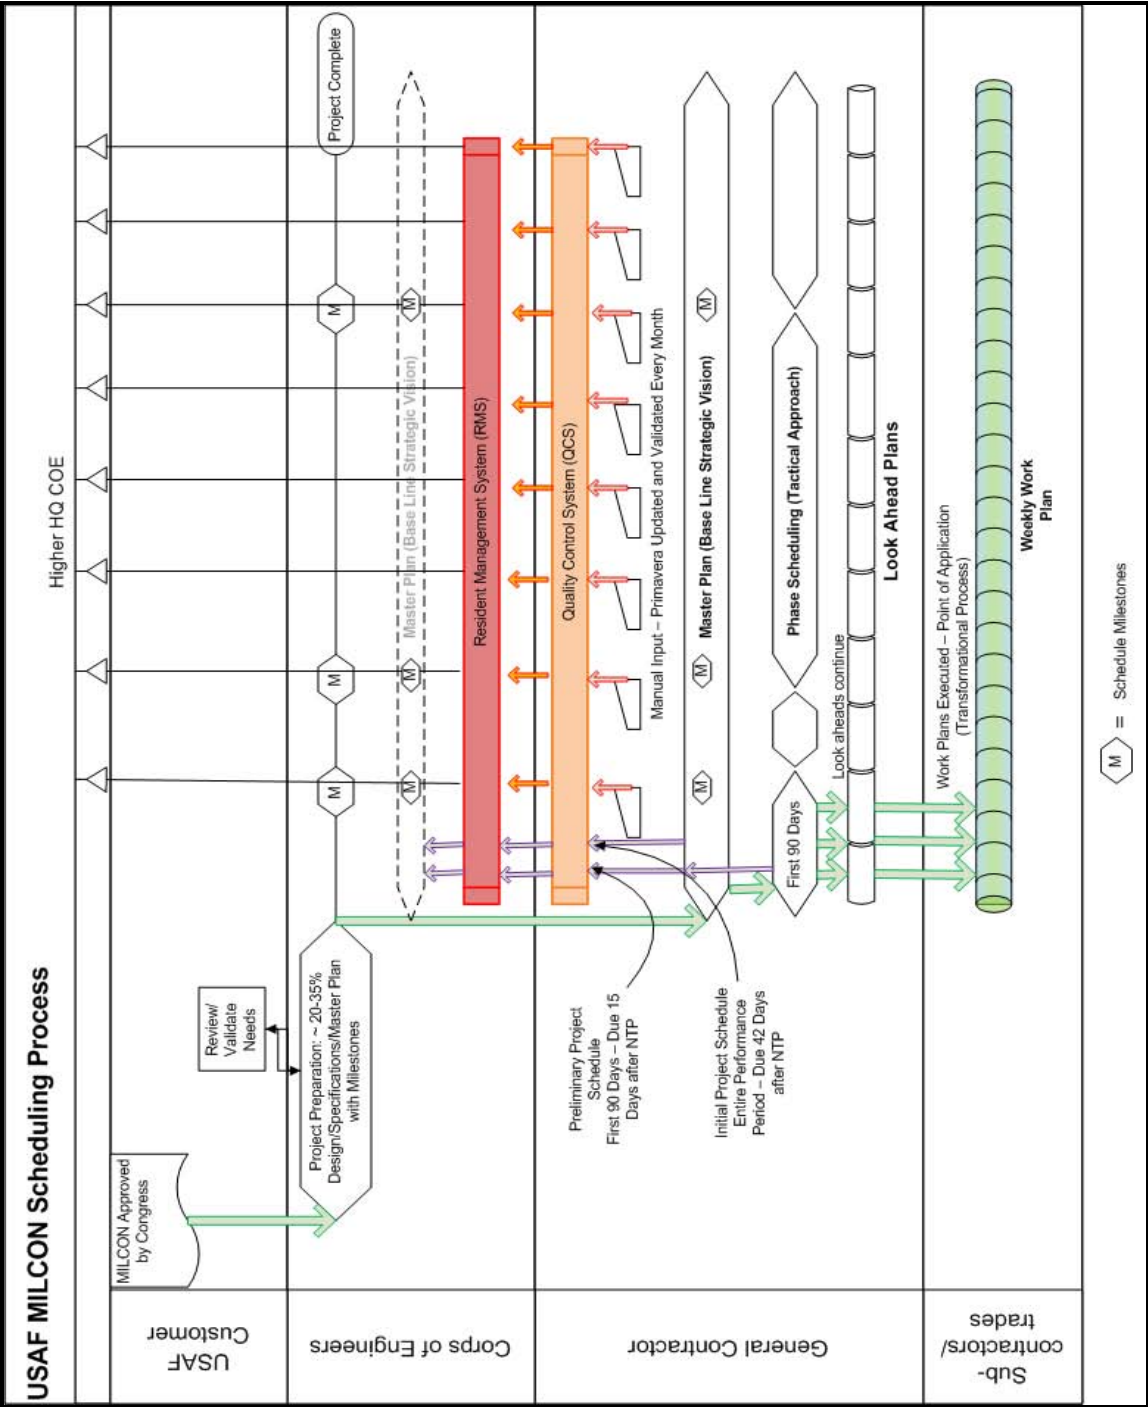 USAF MILCON Scheduling Process
Higher HQ COE
USAF
Customer
MILCON Approved
by Congress
Review/
Validate
Needs
Corps of Engineers
Project Preparation: ~ 20-35%
Design/Specifications/Master Plan
with Milestones
M
M
M
Project Complete
M
Master Plan (Base Line Strategic Vision)
M
M
Resident Management System (RMS)
General Contractor
Quality Control System (QCS)
Preliminary Project
Schedule
First 90 Days – Due 15
Days after NTP
Manual Input – Primavera Updated and Validated Every Month
Initial Project Schedule
Entire Performance
Period – Due 42 Days
after NTP
M
M
Master Plan (Base Line Strategic Vision)
M
First 90 Days
Phase Scheduling (Tactical Approach)
Look aheads continue
Look Ahead Plans
Sub-
contractors/
trades
Work Plans Executed – Point of Application
(Transformational Process)
Weekly Work
Plan
M = Schedule Milestones